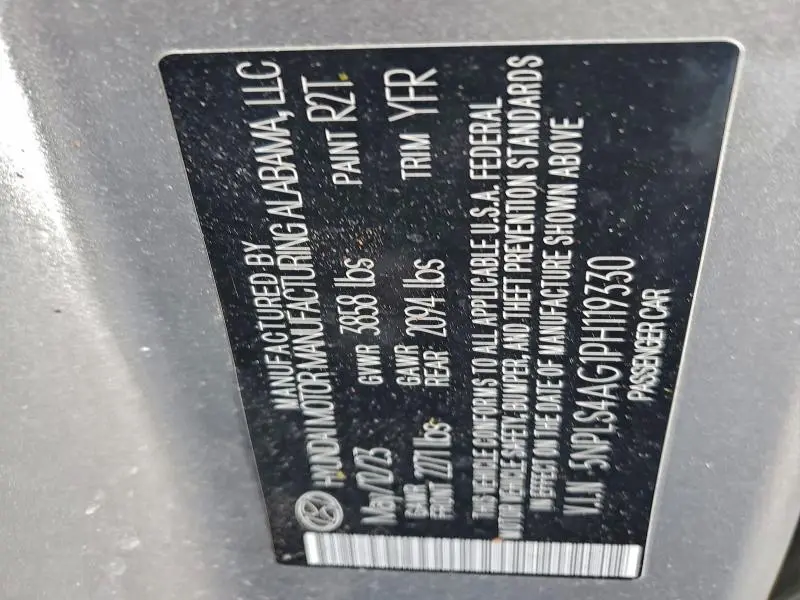 MANUFACTURED BY
HYUNDAI MOTOR MANUFACTURING ALABAMA, LLC
May/12/23 GVWR 3858 lbs PAINT R2T
GAWR FRONT 2271 lbs GAWR REAR 2094 lbs TRIM YFR
THIS VEHICLE CONFORMS TO ALL APPLICABLE U.S.A. FEDERAL
MOTOR VEHICLE SAFETY, BUMPER, AND THEFT PREVENTION STANDARDS
IN EFFECT ON THE DATE OF MANUFACTURE SHOWN ABOVE
V.I.N 5NPLS4AG1PH119330
PASSENGER CAR